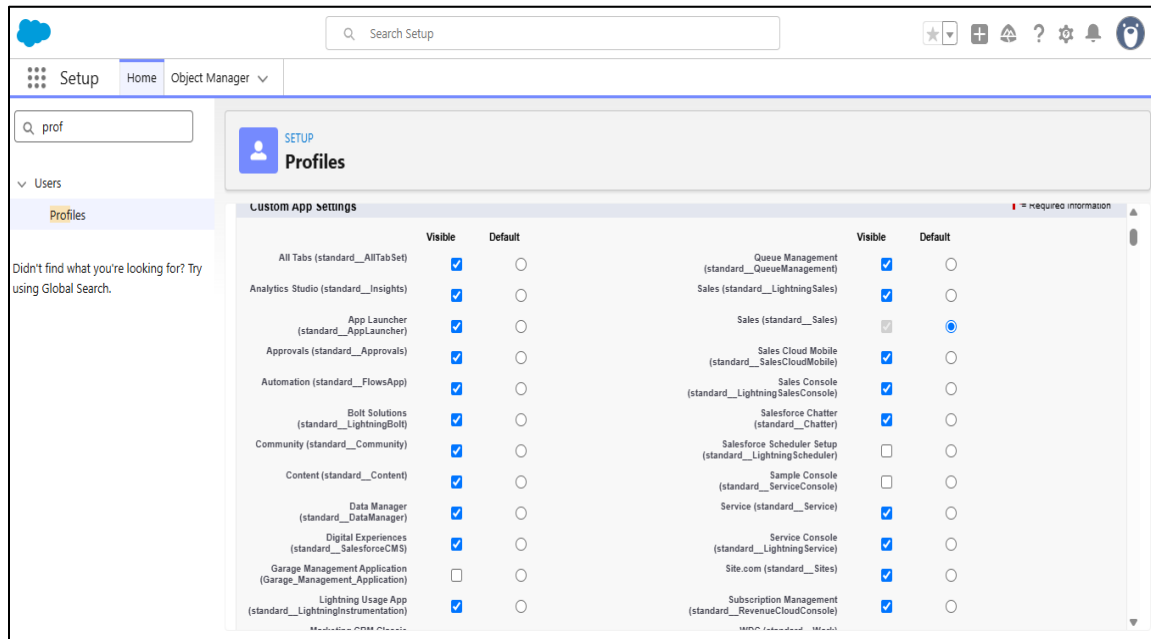 Search Setup
Setup
Home
Object Manager
prof
Users
Profiles
Didn't find what you're looking for? Try
using Global Search.
SETUP
Profiles
Custom App Settings
= Required Information
Visible Default Visible Default
All Tabs (standard__AllTabSet)
Queue Management
(standard__QueueManagement)
Analytics Studio (standard__Insights)
Sales (standard__LightningSales)
App Launcher
(standard__AppLauncher)
Sales (standard__Sales)
Approvals (standard__Approvals)
Sales Cloud Mobile
(standard__SalesCloudMobile)
Automation (standard__FlowsApp)
Sales Console
(standard__LightningSalesConsole)
Bolt Solutions
(standard__LightningBolt)
Salesforce Chatter
(standard__Chatter)
Community (standard__Community)
Salesforce Scheduler Setup
(standard__LightningScheduler)
Content (standard__Content)
Sample Console
(standard__ServiceConsole)
Data Manager
(standard__DataManager)
Service (standard__Service)
Digital Experiences
(standard__SalesforceCMS)
Service Console
(standard__LightningService)
Garage Management Application
(Garage_Management_Application)
Site.com (standard__Sites)
Lightning Usage App
(standard__LightningInstrumentation)
Subscription Management
(standard__RevenueCloudConsole)
Marketing CRM Classic
WDC (standard__Work)